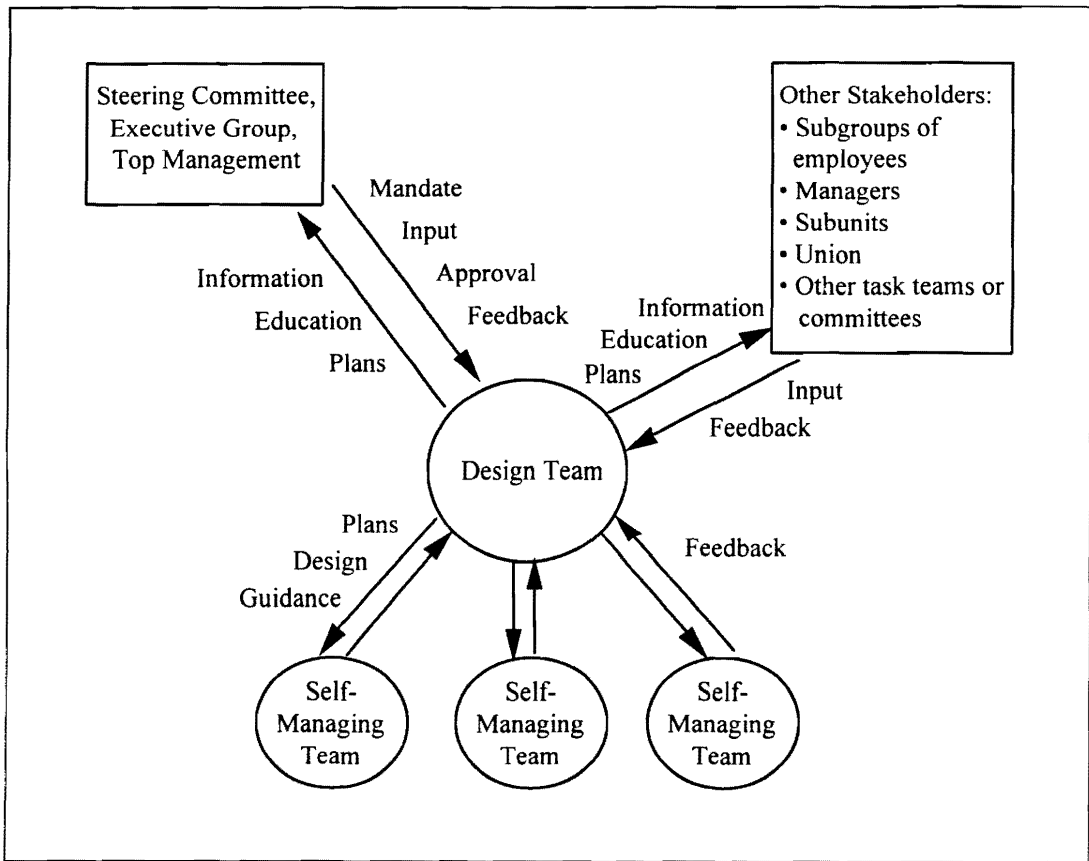 Steering Committee,
Executive Group,
Top Management
Other Stakeholders:
• Subgroups of
employees
• Managers
• Subunits
• Union
• Other task teams or
committees
Mandate
Input
Approval
Feedback
Information
Education
Plans
Information
Education
Plans
Input
Feedback
Design Team
Plans
Design
Guidance
Feedback
Self-
Managing
Team
Self-
Managing
Team
Self-
Managing
Team